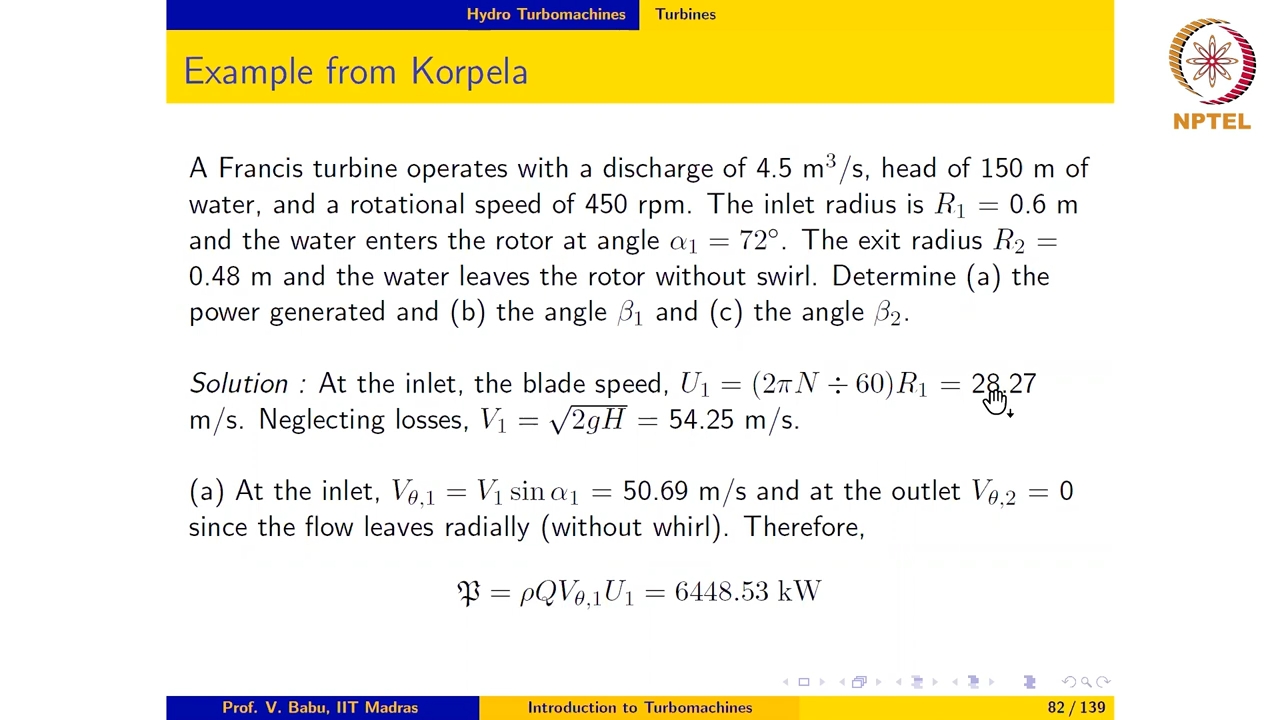 Hydro Turbomachines Turbines
Example from Korpela
NPTEL
A Francis turbine operates with a discharge of 4.5 m³/s, head of 150 m of
water, and a rotational speed of 450 rpm. The inlet radius is R₁ = 0.6 m
and the water enters the rotor at angle α₁ = 72°. The exit radius R₂ =
0.48 m and the water leaves the rotor without swirl. Determine (a) the
power generated and (b) the angle β₁ and (c) the angle β₂.
Solution : At the inlet, the blade speed, U₁ = (2πN ÷ 60)R₁ = 28.27
m/s. Neglecting losses, V₁ = √2gH = 54.25 m/s.
(a) At the inlet, Vθ,1 = V₁ sin α₁ = 50.69 m/s and at the outlet Vθ,2 = 0
since the flow leaves radially (without whirl). Therefore,
𝔓 = ρQVθ,1U₁ = 6448.53 kW
Prof. V. Babu, IIT Madras Introduction to Turbomachines 82 / 139